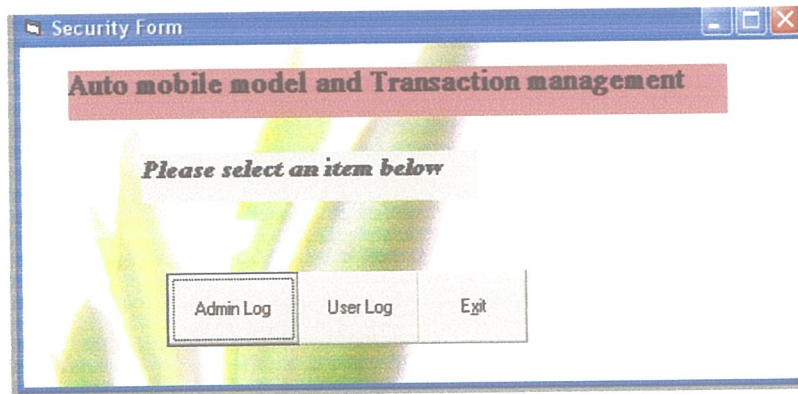 Security Form
Auto mobile model and Transaction management
Please select an item below
Admin Log User Log Exit